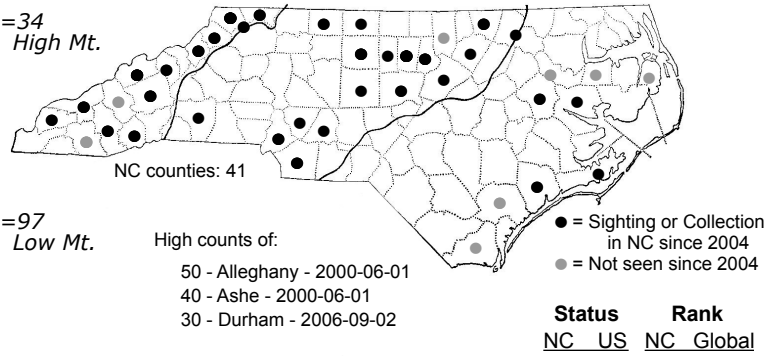 =34
High Mt.
NC counties: 41
=97
Low Mt.
High counts of:
50 - Alleghany - 2000-06-01
40 - Ashe - 2000-06-01
30 - Durham - 2006-09-02
= Sighting or Collection
in NC since 2004
= Not seen since 2004
Status Rank
NC US NC Global